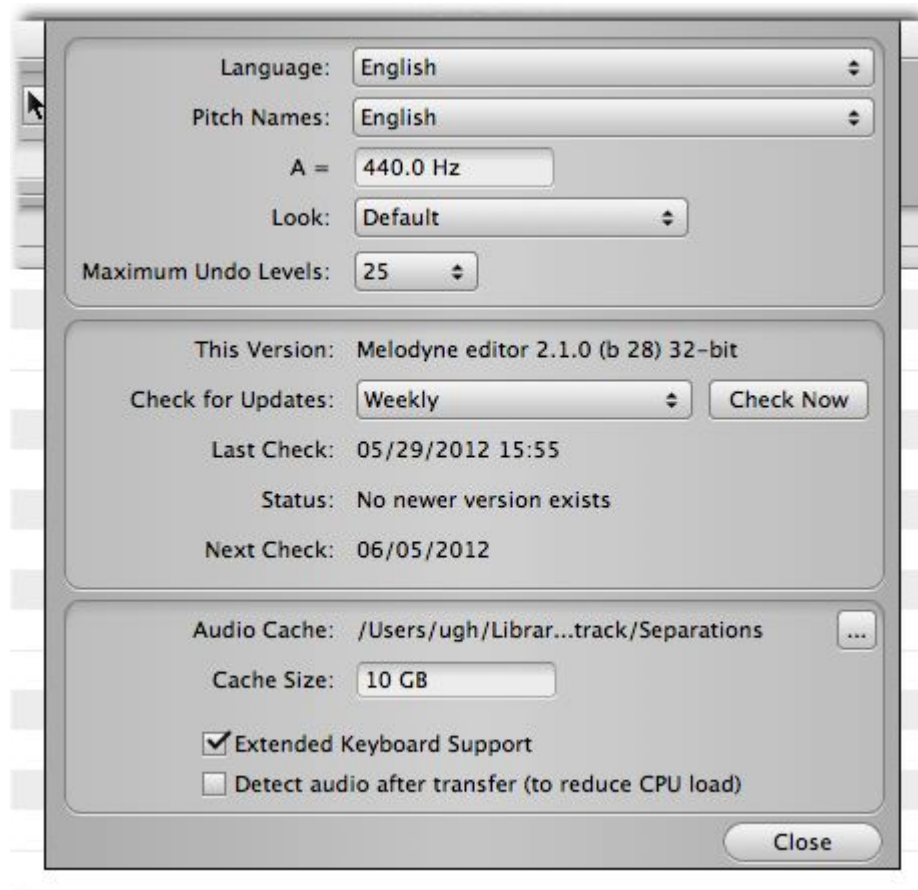 Language: English
Pitch Names: English
A = 440.0 Hz
Look: Default
Maximum Undo Levels: 25
This Version: Melodyne editor 2.1.0 (b 28) 32-bit
Check for Updates: Weekly Check Now
Last Check: 05/29/2012 15:55
Status: No newer version exists
Next Check: 06/05/2012
Audio Cache: /Users/ugh/Librar...track/Separations ...
Cache Size: 10 GB
Extended Keyboard Support
Detect audio after transfer (to reduce CPU load)
Close